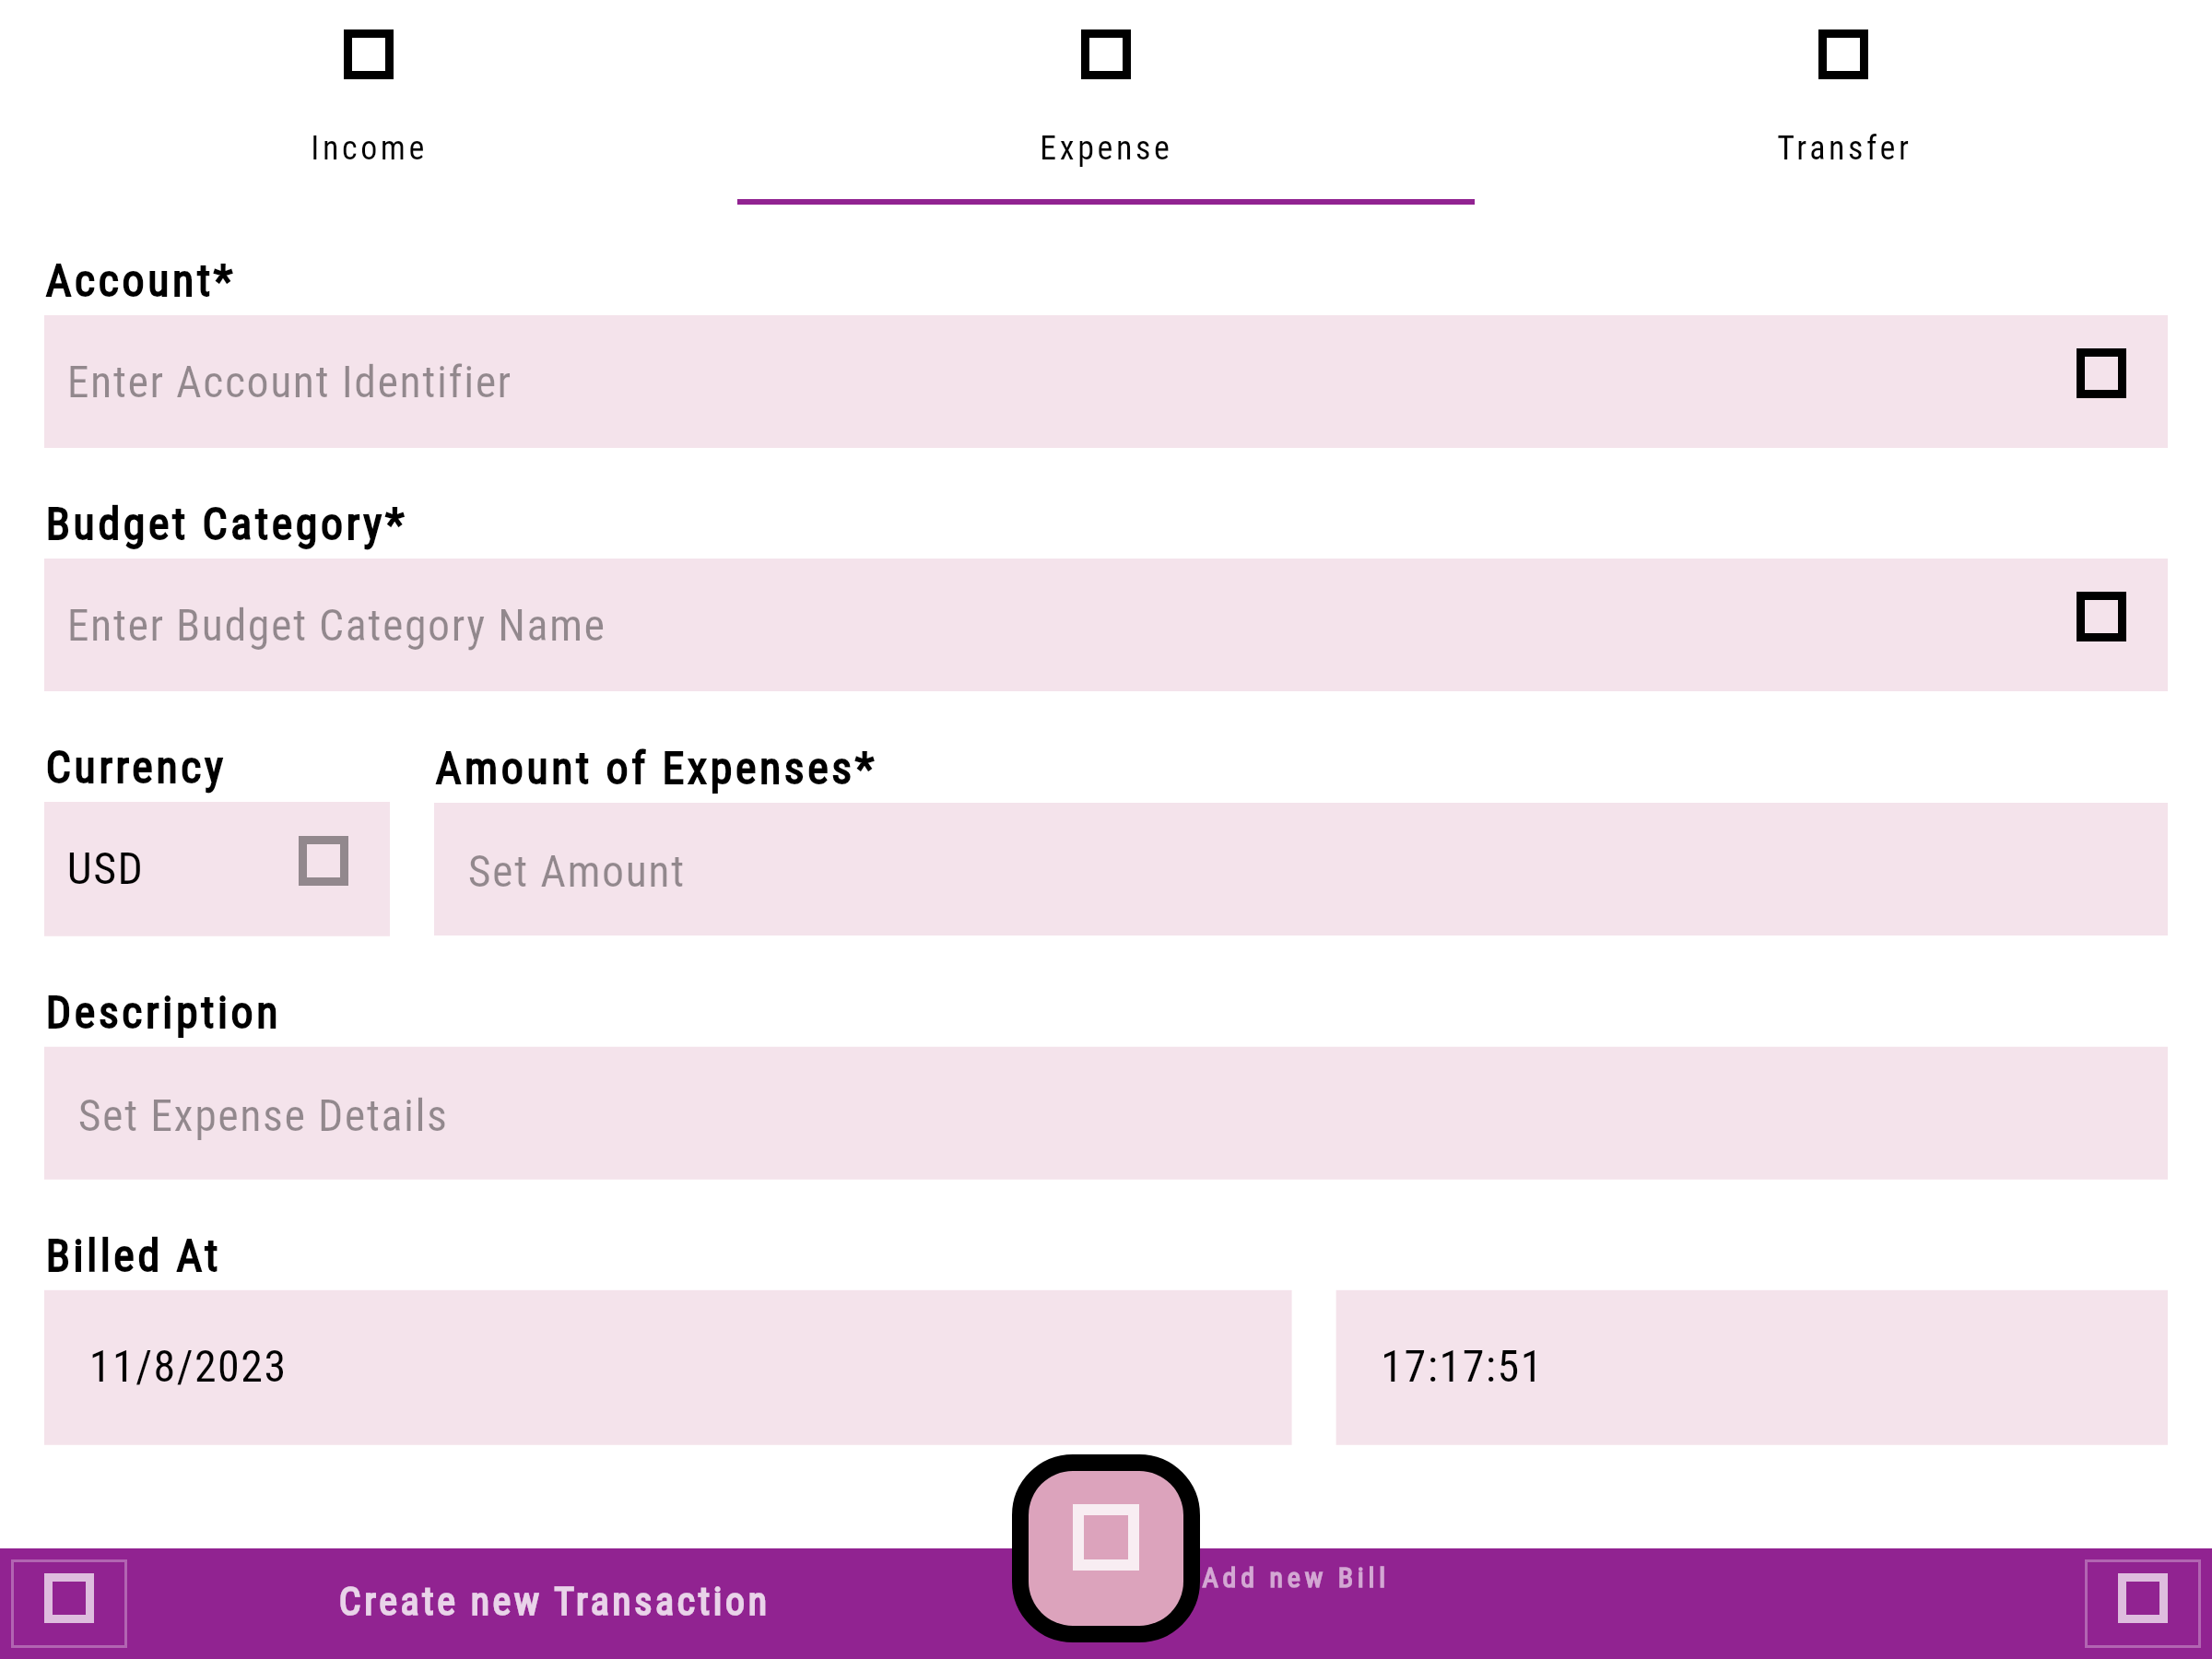 Income
Expense
Transfer
Account*
Enter Account Identifier
Budget Category*
Enter Budget Category Name
Currency
Amount of Expenses*
USD
Set Amount
Description
Set Expense Details
Billed At
11/8/2023
17:17:51
Create new Transaction
Add new Bill